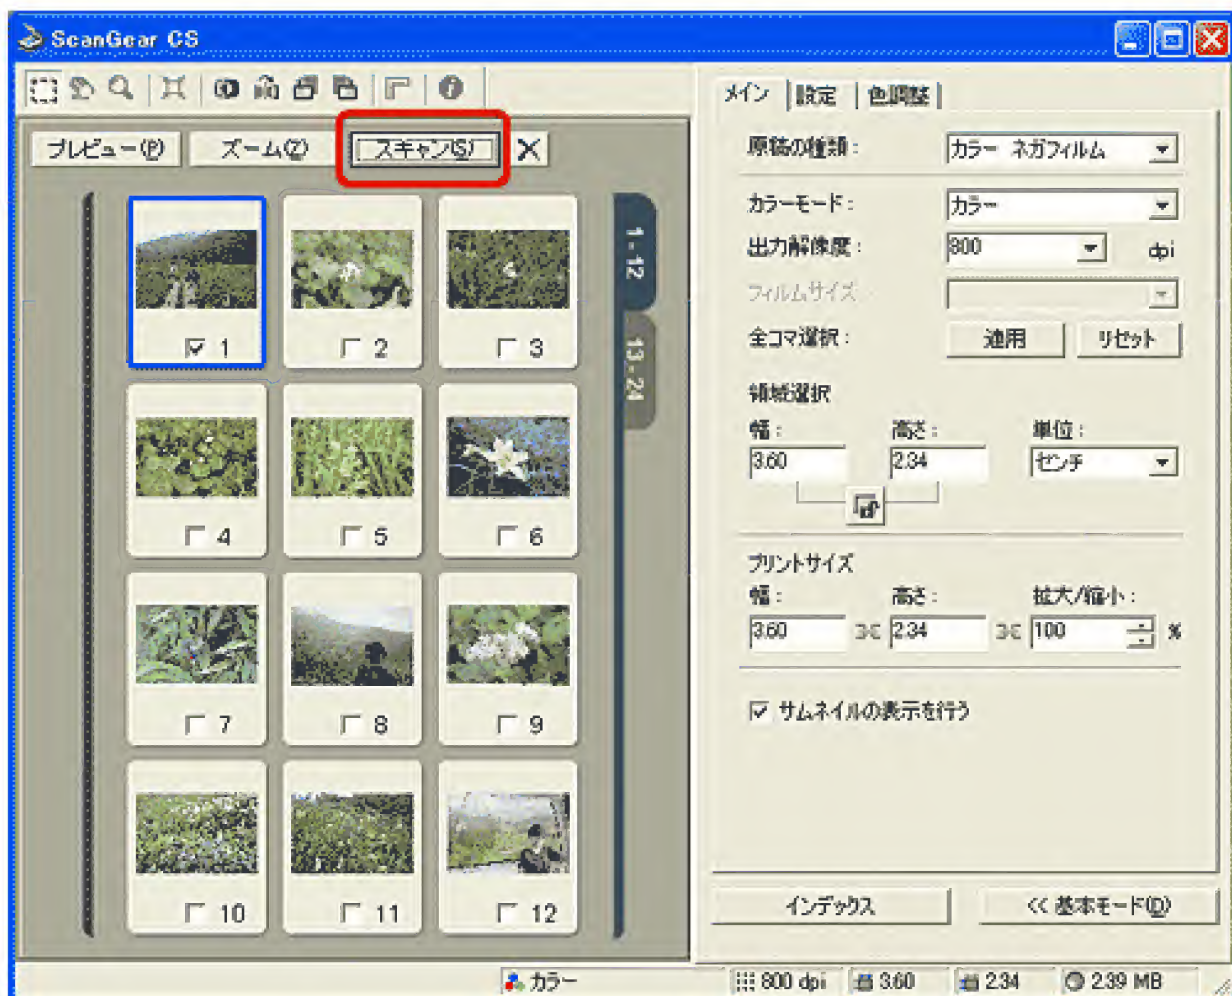 ScanGear CS
プレビュー(P) ズーム(Z) スキャン(S)
1 2 3
4 5 6
7 8 9
10 11 12
1 - 12
13 - 24
メイン 設定 色調整
原稿の種類: カラー ネガフィルム
カラーモード: カラー
出力解像度: 800 dpi
フィルムサイズ
全コマ選択: 適用 リセット
領域選択
幅: 高さ: 単位:
3.60 2.34 センチ
プリントサイズ
幅: 高さ: 拡大/縮小:
3.60 2.34 100 %
サムネイルの表示を行う
インデックス << 基本モード(D)
カラー 800 dpi 3.60 2.34 2.39 MB